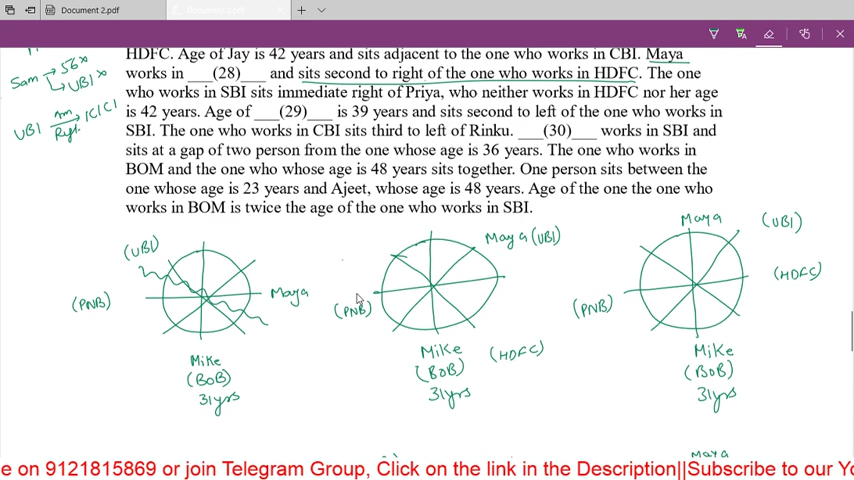 Document 2.pdf
Document 2.pdf
HDFC. Age of Jay is 42 years and sits adjacent to the one who works in CBI. Maya
works in ___(28)___ and sits second to right of the one who works in HDFC. The one
who works in SBI sits immediate right of Priya, who neither works in HDFC nor her age
is 42 years. Age of ___(29)___ is 39 years and sits second to left of the one who works in
SBI. The one who works in CBI sits third to left of Rinku. ___(30)___ works in SBI and
sits at a gap of two person from the one whose age is 36 years. The one who works in
BOM and the one who whose age is 48 years sits together. One person sits between the
one whose age is 23 years and Ajeet, whose age is 48 years. Age of the one the one who
works in BOM is twice the age of the one who works in SBI.
Sam → 56 x
→ UBI x
UBI Am → ICICI
Right
(UBI)
(PNB)
Maya
Mike
(BOB)
31yrs
Maya (UBI)
(PNB)
Mike (HDFC)
(BOB)
31yrs
Maya (UBI)
(HDFC)
(PNB)
Mike
(BOB)
31yrs
Maya
e on 9121815869 or join Telegram Group, Click on the link in the Description||Subscribe to our Yo